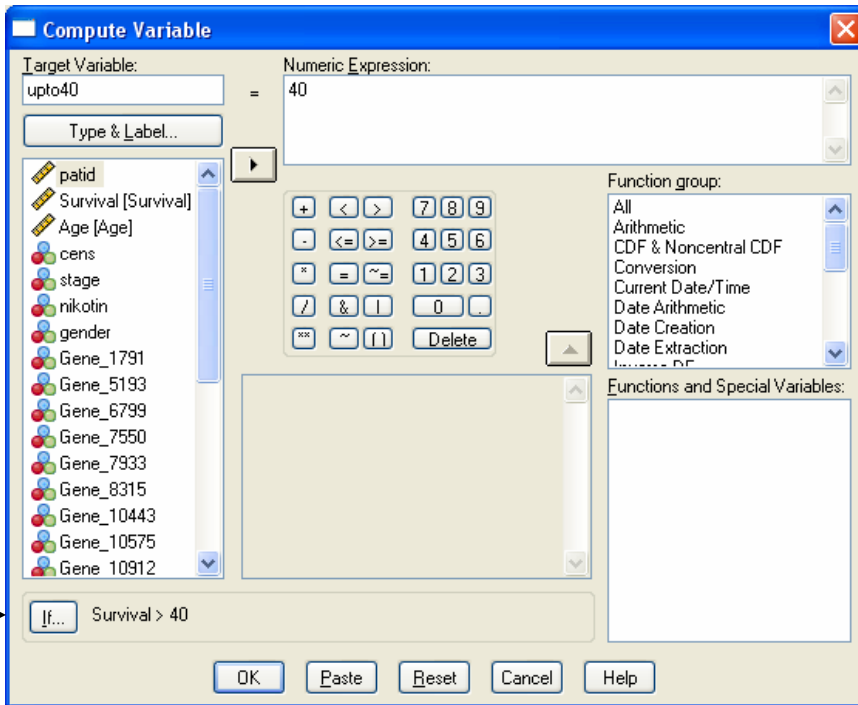 Compute Variable
Target Variable:
upto40
=
Numeric Expression:
40
Type & Label...
patid
Survival [Survival]
Age [Age]
cens
stage
nikotin
gender
Gene_1791
Gene_5193
Gene_6799
Gene_7550
Gene_7933
Gene_8315
Gene_10443
Gene_10575
Gene_10912
+ < > 7 8 9
- <= >= 4 5 6
* = ~= 1 2 3
/ & | 0 .
** ~ () Delete
Function group:
All
Arithmetic
CDF & Noncentral CDF
Conversion
Current Date/Time
Date Arithmetic
Date Creation
Date Extraction
Functions and Special Variables:
If... Survival > 40
OK Paste Reset Cancel Help